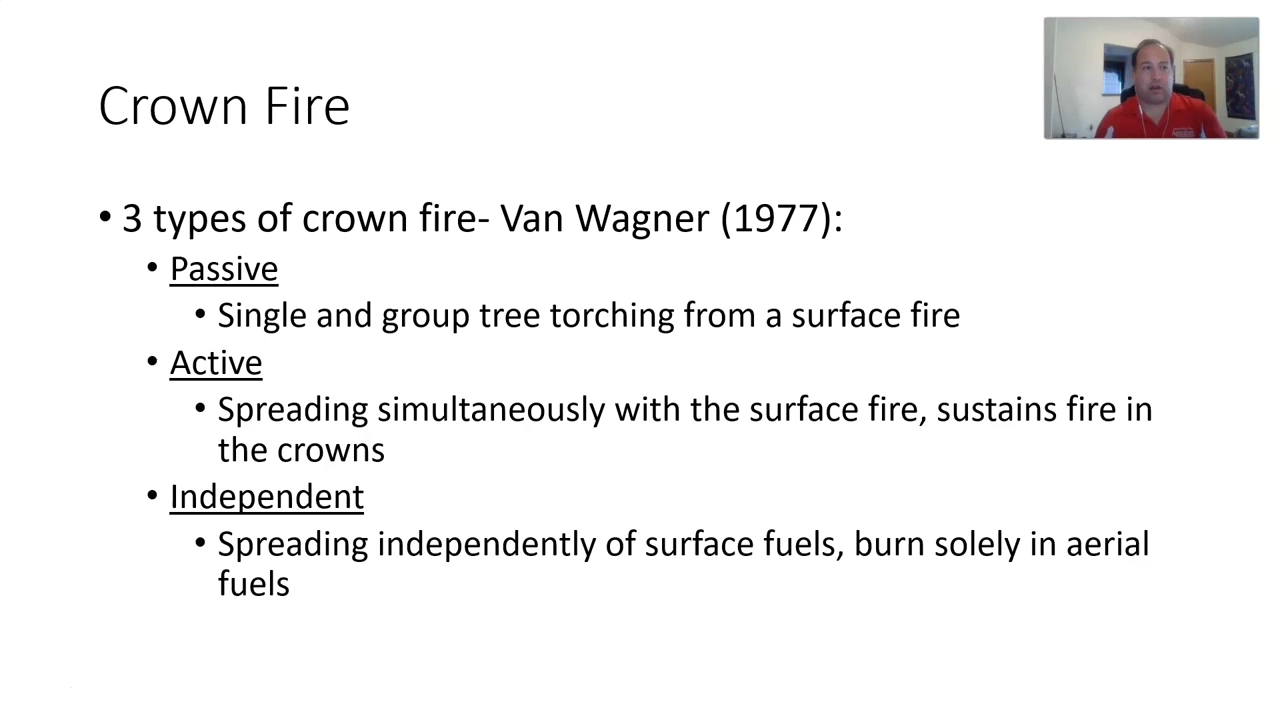 Crown Fire
• 3 types of crown fire- Van Wagner (1977):
• Passive
• Single and group tree torching from a surface fire
• Active
• Spreading simultaneously with the surface fire, sustains fire in
the crowns
• Independent
• Spreading independently of surface fuels, burn solely in aerial
fuels